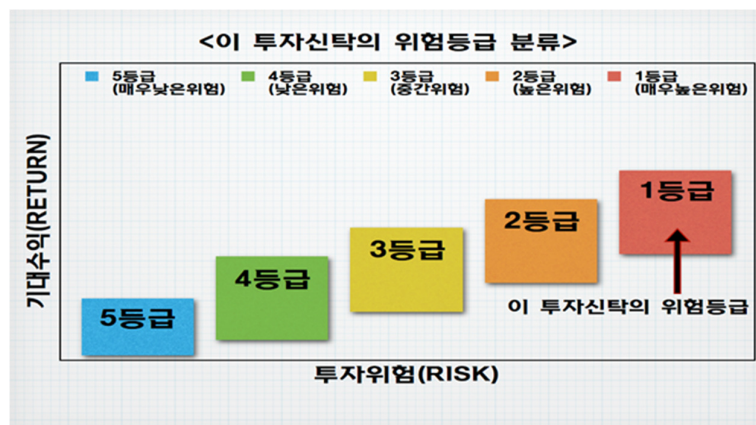 <이 투자신탁의 위험등급 분류>
5등급
(매우낮은위험)
4등급
(낮은위험)
3등급
(중간위험)
2등급
(높은위험)
1등급
(매우높은위험)
기대수익(RETURN)
5등급
4등급
3등급
2등급
1등급
이 투자신탁의 위험등급
투자위험(RISK)